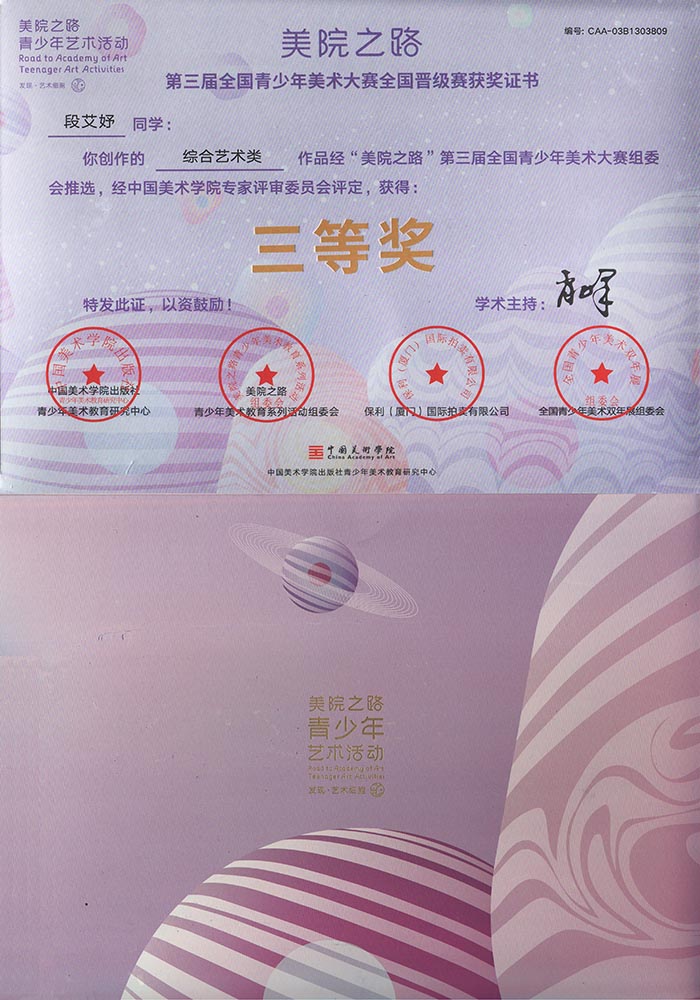 美院之路
青少年艺术活动
Road to Academy of Art
Teenager Art Activities
发现·艺术细胞
编号: CAA-03B1303809
美院之路
第三届全国青少年美术大赛全国晋级赛获奖证书
段艾妤 同学：
你创作的 综合艺术类 作品经“美院之路”第三届全国青少年美术大赛组委
会推选，经中国美术学院专家评审委员会评定，获得：
三等奖
特发此证，以资鼓励！
学术主持：
中国美术学院出版社
青少年美术教育研究中心
中国美术学院出版社
青少年美术教育研究中心
美院之路青少年美术教育系列活动
组委会
美院之路
青少年美术教育系列活动组委会
保利（厦门）国际拍卖有限公司
保利（厦门）国际拍卖有限公司
全国青少年美术双年展
组委会
全国青少年美术双年展组委会
中国美术学院
China Academy of Art
中国美术学院出版社青少年美术教育研究中心
美院之路
青少年
艺术活动
Road to Academy of Art
Teenager Art Activities
发现·艺术细胞